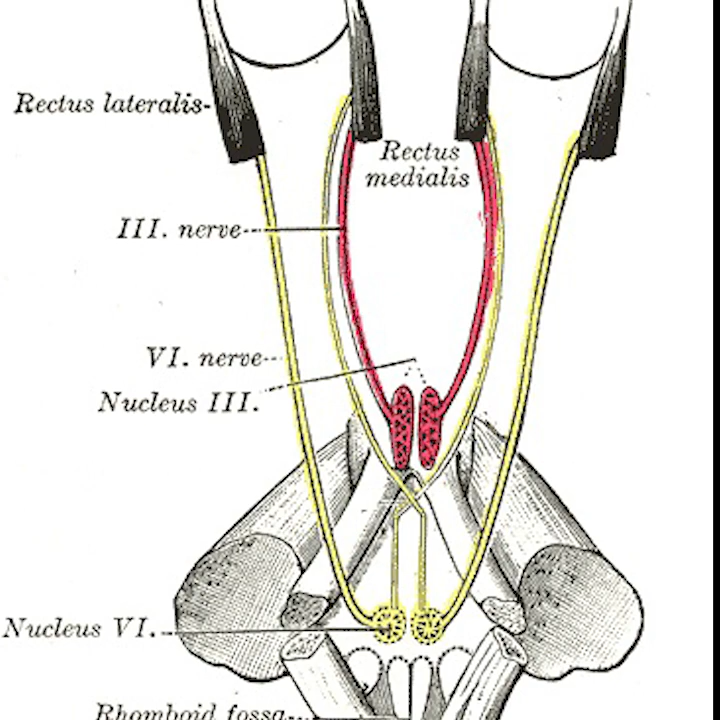 Rectus lateralis
Rectus
medialis
III. nerve
VI. nerve
Nucleus III.
Nucleus VI.
Rhomboid fossa